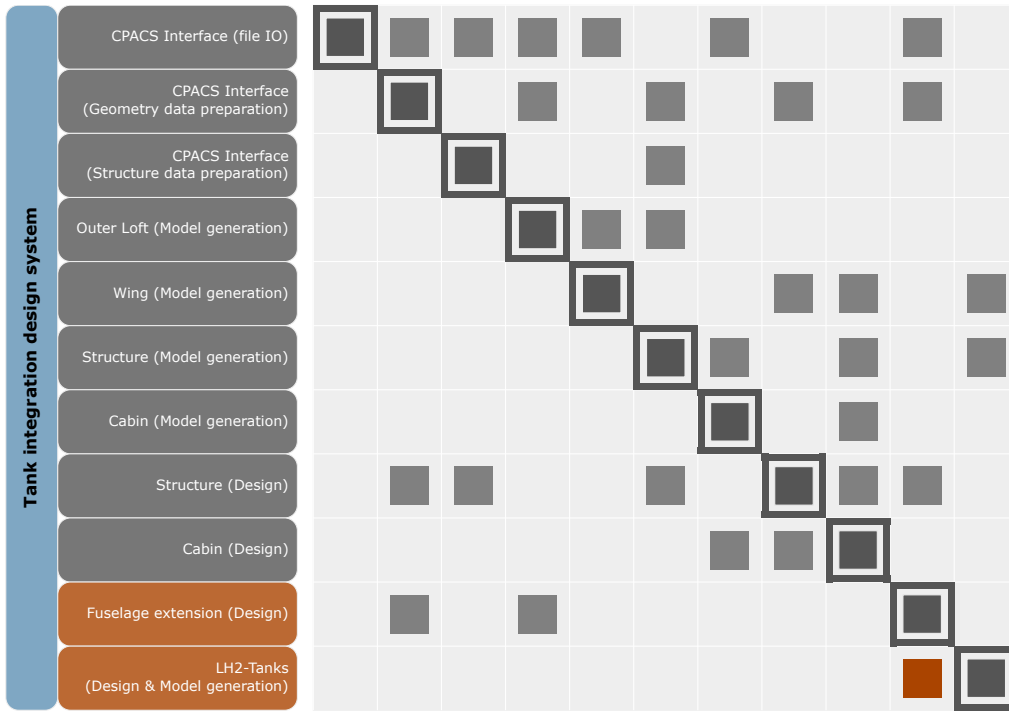 Tank integration design system
CPACS Interface (file IO)
CPACS Interface
(Geometry data preparation)
CPACS Interface
(Structure data preparation)
Outer Loft (Model generation)
Wing (Model generation)
Structure (Model generation)
Cabin (Model generation)
Structure (Design)
Cabin (Design)
Fuselage extension (Design)
LH2-Tanks
(Design & Model generation)